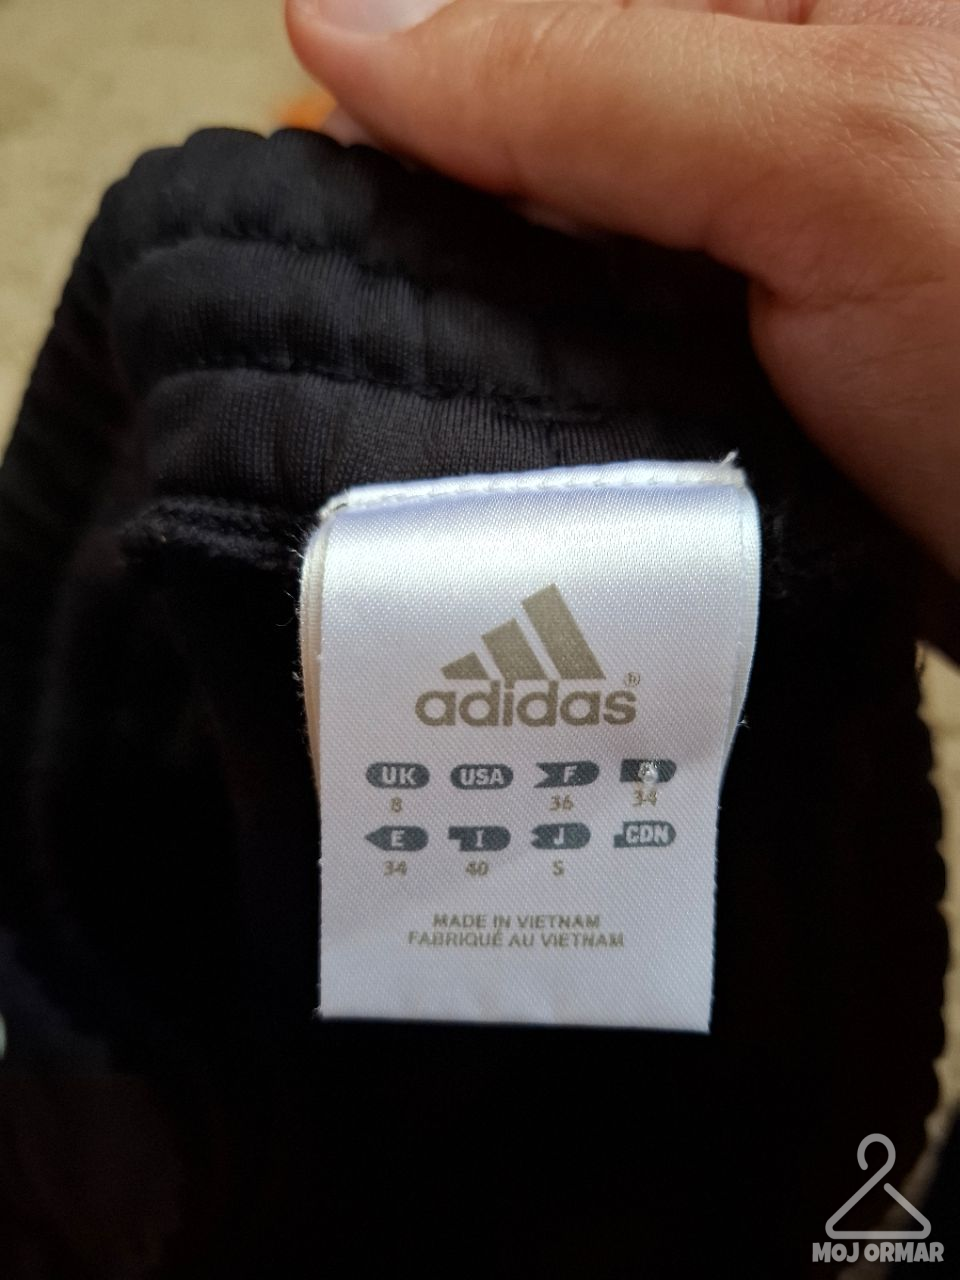 adidas®
UK USA F G
8 36 34
E I J CDN
34 40 S
MADE IN VIETNAM
FABRIQUÉ AU VIETNAM
MOJ ORMAR